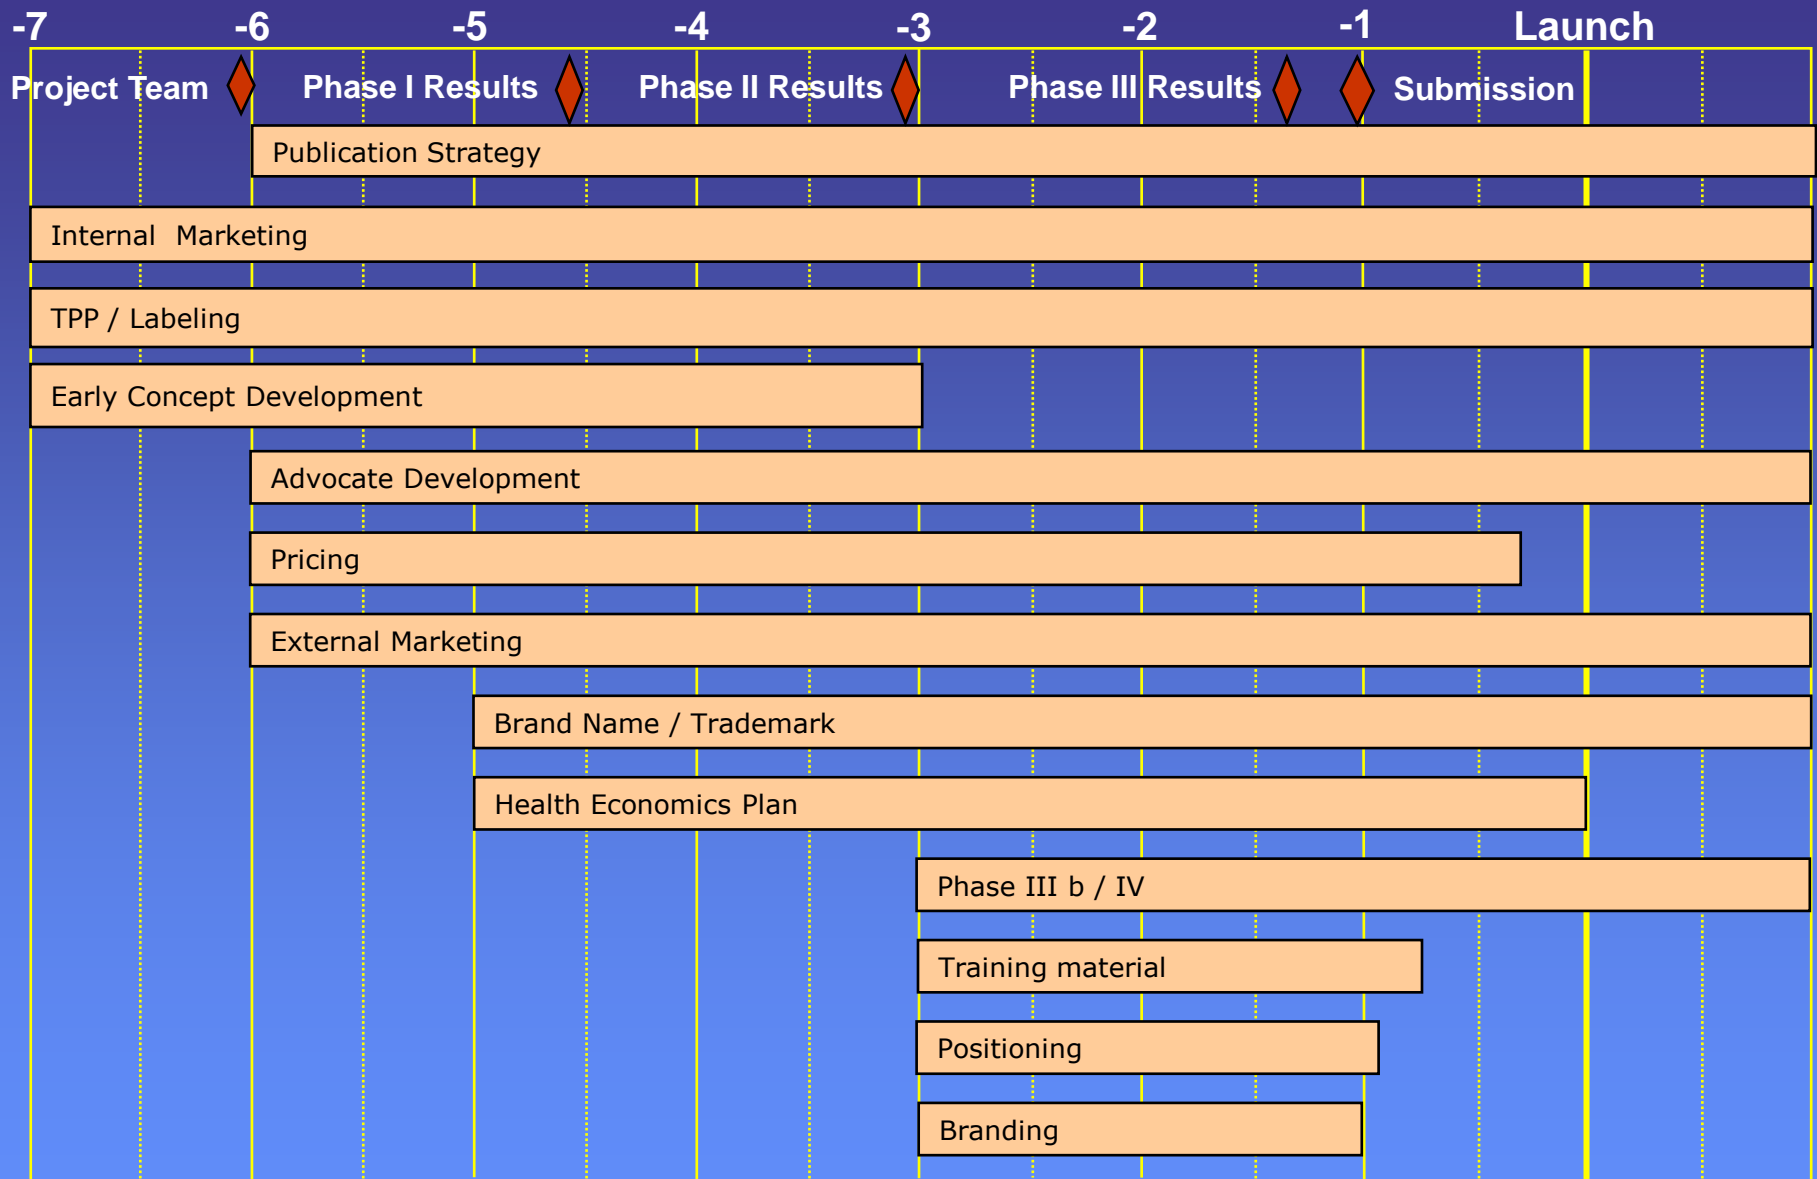 -7 -6 -5 -4 -3 -2 -1 Launch
Project Team Phase I Results Phase II Results Phase III Results Submission
Publication Strategy
Internal  Marketing
TPP / Labeling
Early Concept Development
Advocate Development
Pricing
External Marketing
Brand Name / Trademark
Health Economics Plan
Phase III b / IV
Training material
Positioning
Branding